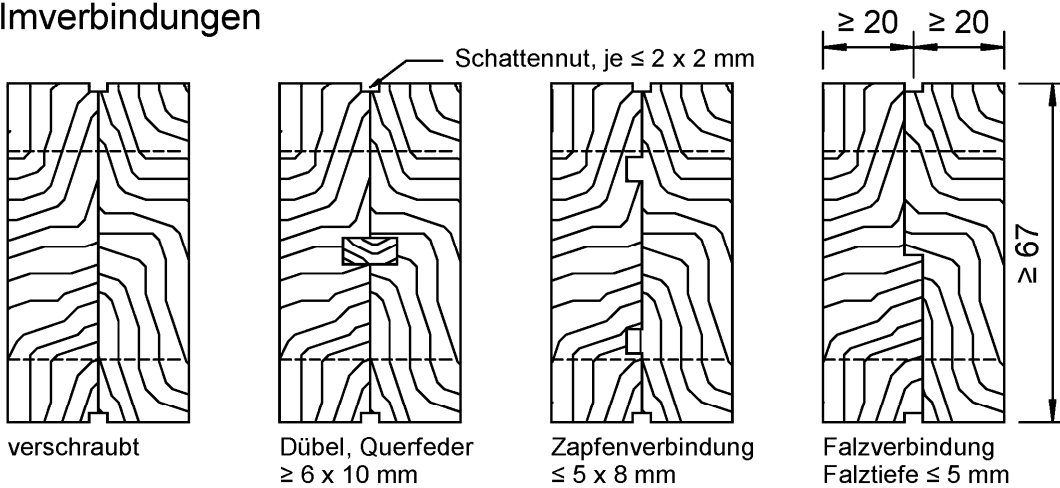 lmverbindungen
≥ 20 ≥ 20
Schattennut, je ≤ 2 x 2 mm
≥ 67
verschraubt
Dübel, Querfeder
≥ 6 x 10 mm
Zapfenverbindung
≤ 5 x 8 mm
Falzverbindung
Falztiefe ≤ 5 mm